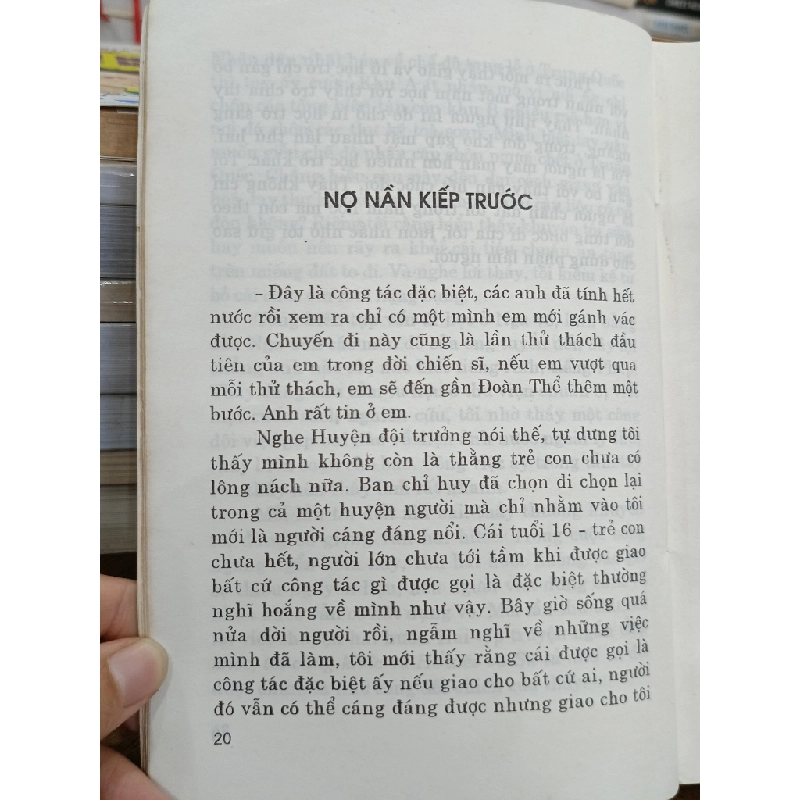 NỢ NẦN KIẾP TRƯỚC
- Đây là công tác đặc biệt, các anh đã tính hết
nước rồi xem ra chỉ có một mình em mới gánh vác
được. Chuyến đi này cũng là lần thử thách đầu
tiên của em trong đời chiến sĩ, nếu em vượt qua
mỗi thử thách, em sẽ đến gần Đoàn Thể thêm một
bước. Anh rất tin ở em.
Nghe Huyện đội trưởng nói thế, tự dưng tôi
thấy mình không còn là thằng trẻ con chưa có
lông nách nữa. Ban chỉ huy đã chọn đi chọn lại
trong cả một huyện người mà chỉ nhằm vào tôi
mới là người cáng đáng nổi. Cái tuổi 16 - trẻ con
chưa hết, người lớn chưa tới tầm khi được giao
bất cứ công tác gì được gọi là đặc biệt thường
nghĩ hoắng về mình như vậy. Bây giờ sống quá
nửa đời người rồi, ngẫm nghĩ về những việc
mình đã làm, tôi mới thấy rằng cái được gọi là
công tác đặc biệt ấy nếu giao cho bất cứ ai, người
đó vẫn có thể cáng đáng được nhưng giao cho tôi
20